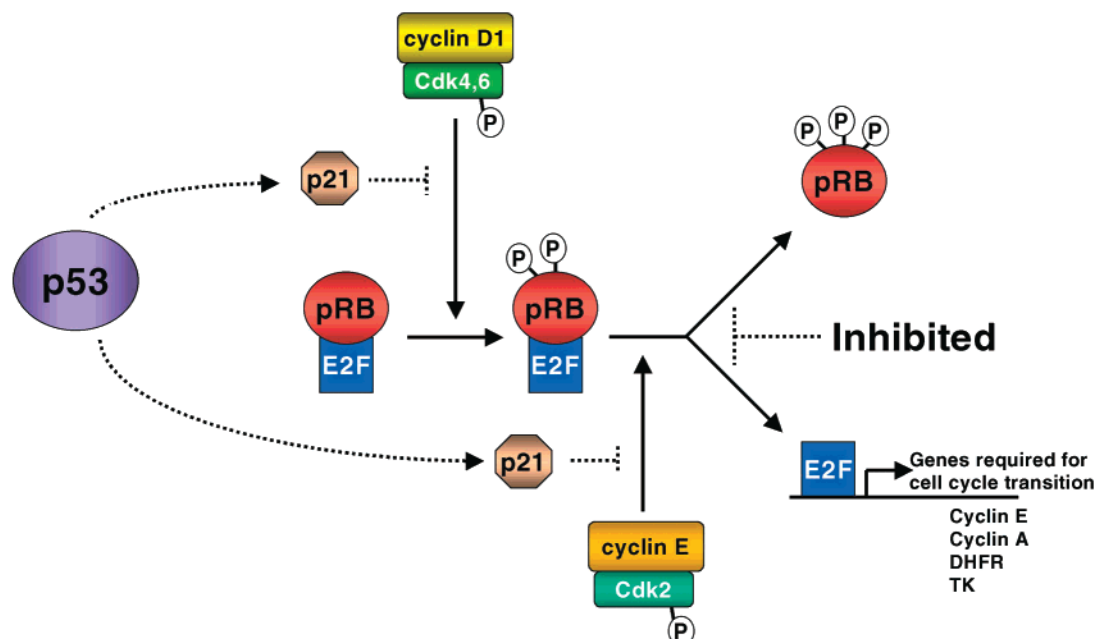 cyclin D1
Cdk4,6
P
P P P
pRB
p21
p53
P P
pRB
pRB
E2F
E2F
Inhibited
p21
E2F
Genes required for
cell cycle transition
Cyclin E
Cyclin A
DHFR
TK
cyclin E
Cdk2
P